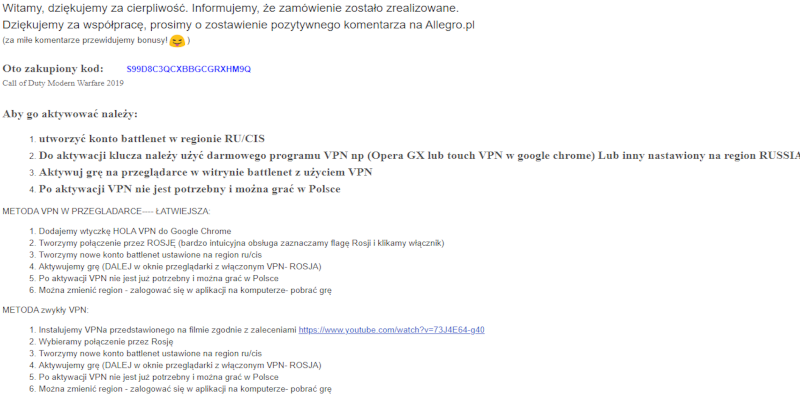 Witamy, dziękujemy za cierpliwość. Informujemy, że zamówienie zostało zrealizowane.
Dziękujemy za współpracę, prosimy o zostawienie pozytywnego komentarza na Allegro.pl
(za miłe komentarze przewidujemy bonusy! 😝 )
Oto zakupiony kod: S99D8C3QCXBBGCGRXHM9Q
Call of Duty Modern Warfare 2019
Aby go aktywować należy:
1. utworzyć konto battlenet w regionie RU/CIS
2. Do aktywacji klucza należy użyć darmowego programu VPN np (Opera GX lub touch VPN w google chrome) Lub inny nastawiony na region RUSSIA
3. Aktywuj grę na przeglądarce w witrynie battlenet z użyciem VPN
4. Po aktywacji VPN nie jest potrzebny i można grać w Polsce
METODA VPN W PRZEGLADARCE---- ŁATWIEJSZA:
1. Dodajemy wtyczkę HOLA VPN do Google Chrome
2. Tworzymy połączenie przez ROSJĘ (bardzo intuicyjna obsługa zaznaczamy flagę Rosji i klikamy włącznik)
3. Tworzymy nowe konto battlenet ustawione na region ru/cis
4. Aktywujemy grę (DALEJ w oknie przeglądarki z włączonym VPN- ROSJA)
5. Po aktywacji VPN nie jest już potrzebny i można grać w Polsce
6. Można zmienić region - zalogować się w aplikacji na komputerze- pobrać grę
METODA zwykły VPN:
1. Instalujemy VPNa przedstawionego na filmie zgodnie z zaleceniami https://www.youtube.com/watch?v=73J4E64-g40
2. Wybieramy połączenie przez Rosję
3. Tworzymy nowe konto battlenet ustawione na region ru/cis
4. Aktywujemy grę (DALEJ w oknie przeglądarki z włączonym VPN- ROSJA)
5. Po aktywacji VPN nie jest już potrzebny i można grać w Polsce
6. Można zmienić region - zalogować się w aplikacji na komputerze- pobrać grę